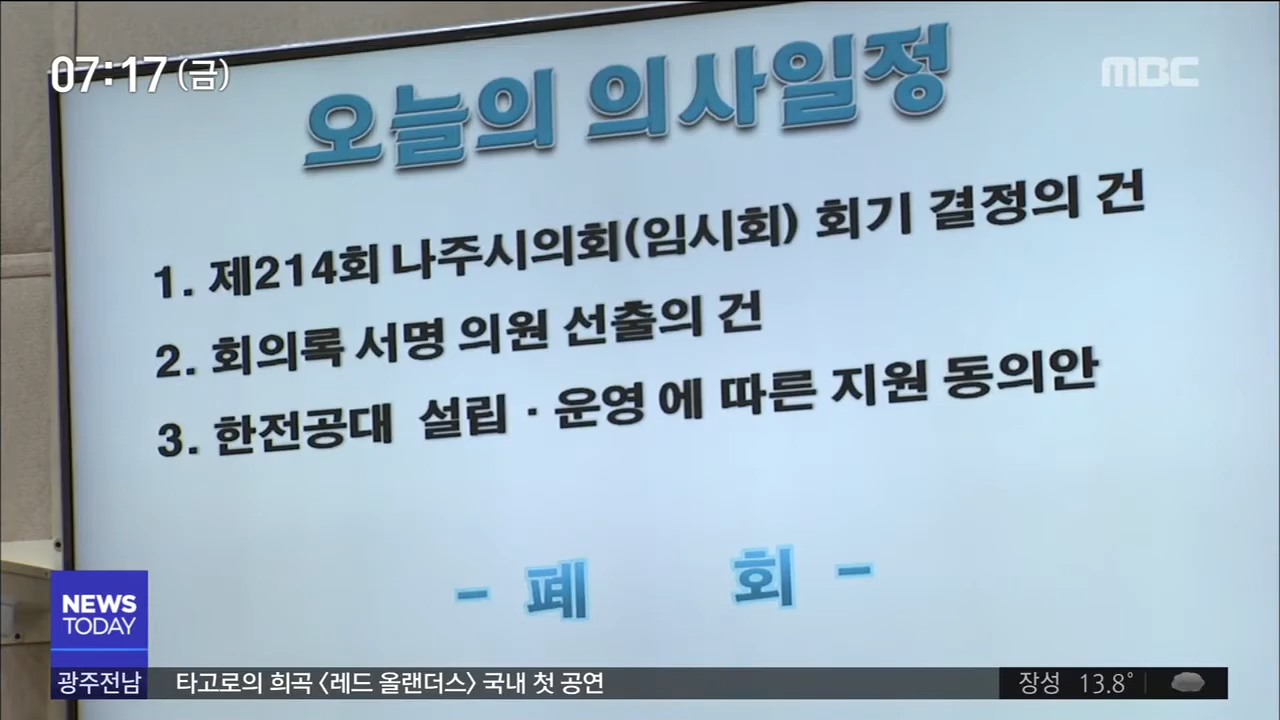 07:17(금)
MBC
오늘의 의사일정
1. 제214회 나주시의회(임시회) 회기 결정의 건
2. 회의록 서명 의원 선출의 건
3. 한전공대 설립·운영에 따른 지원 동의안
- 폐 회 -
NEWS
TODAY
광주전남 타고로의 희곡 <레드 올랜더스> 국내 첫 공연 장성 13.8°